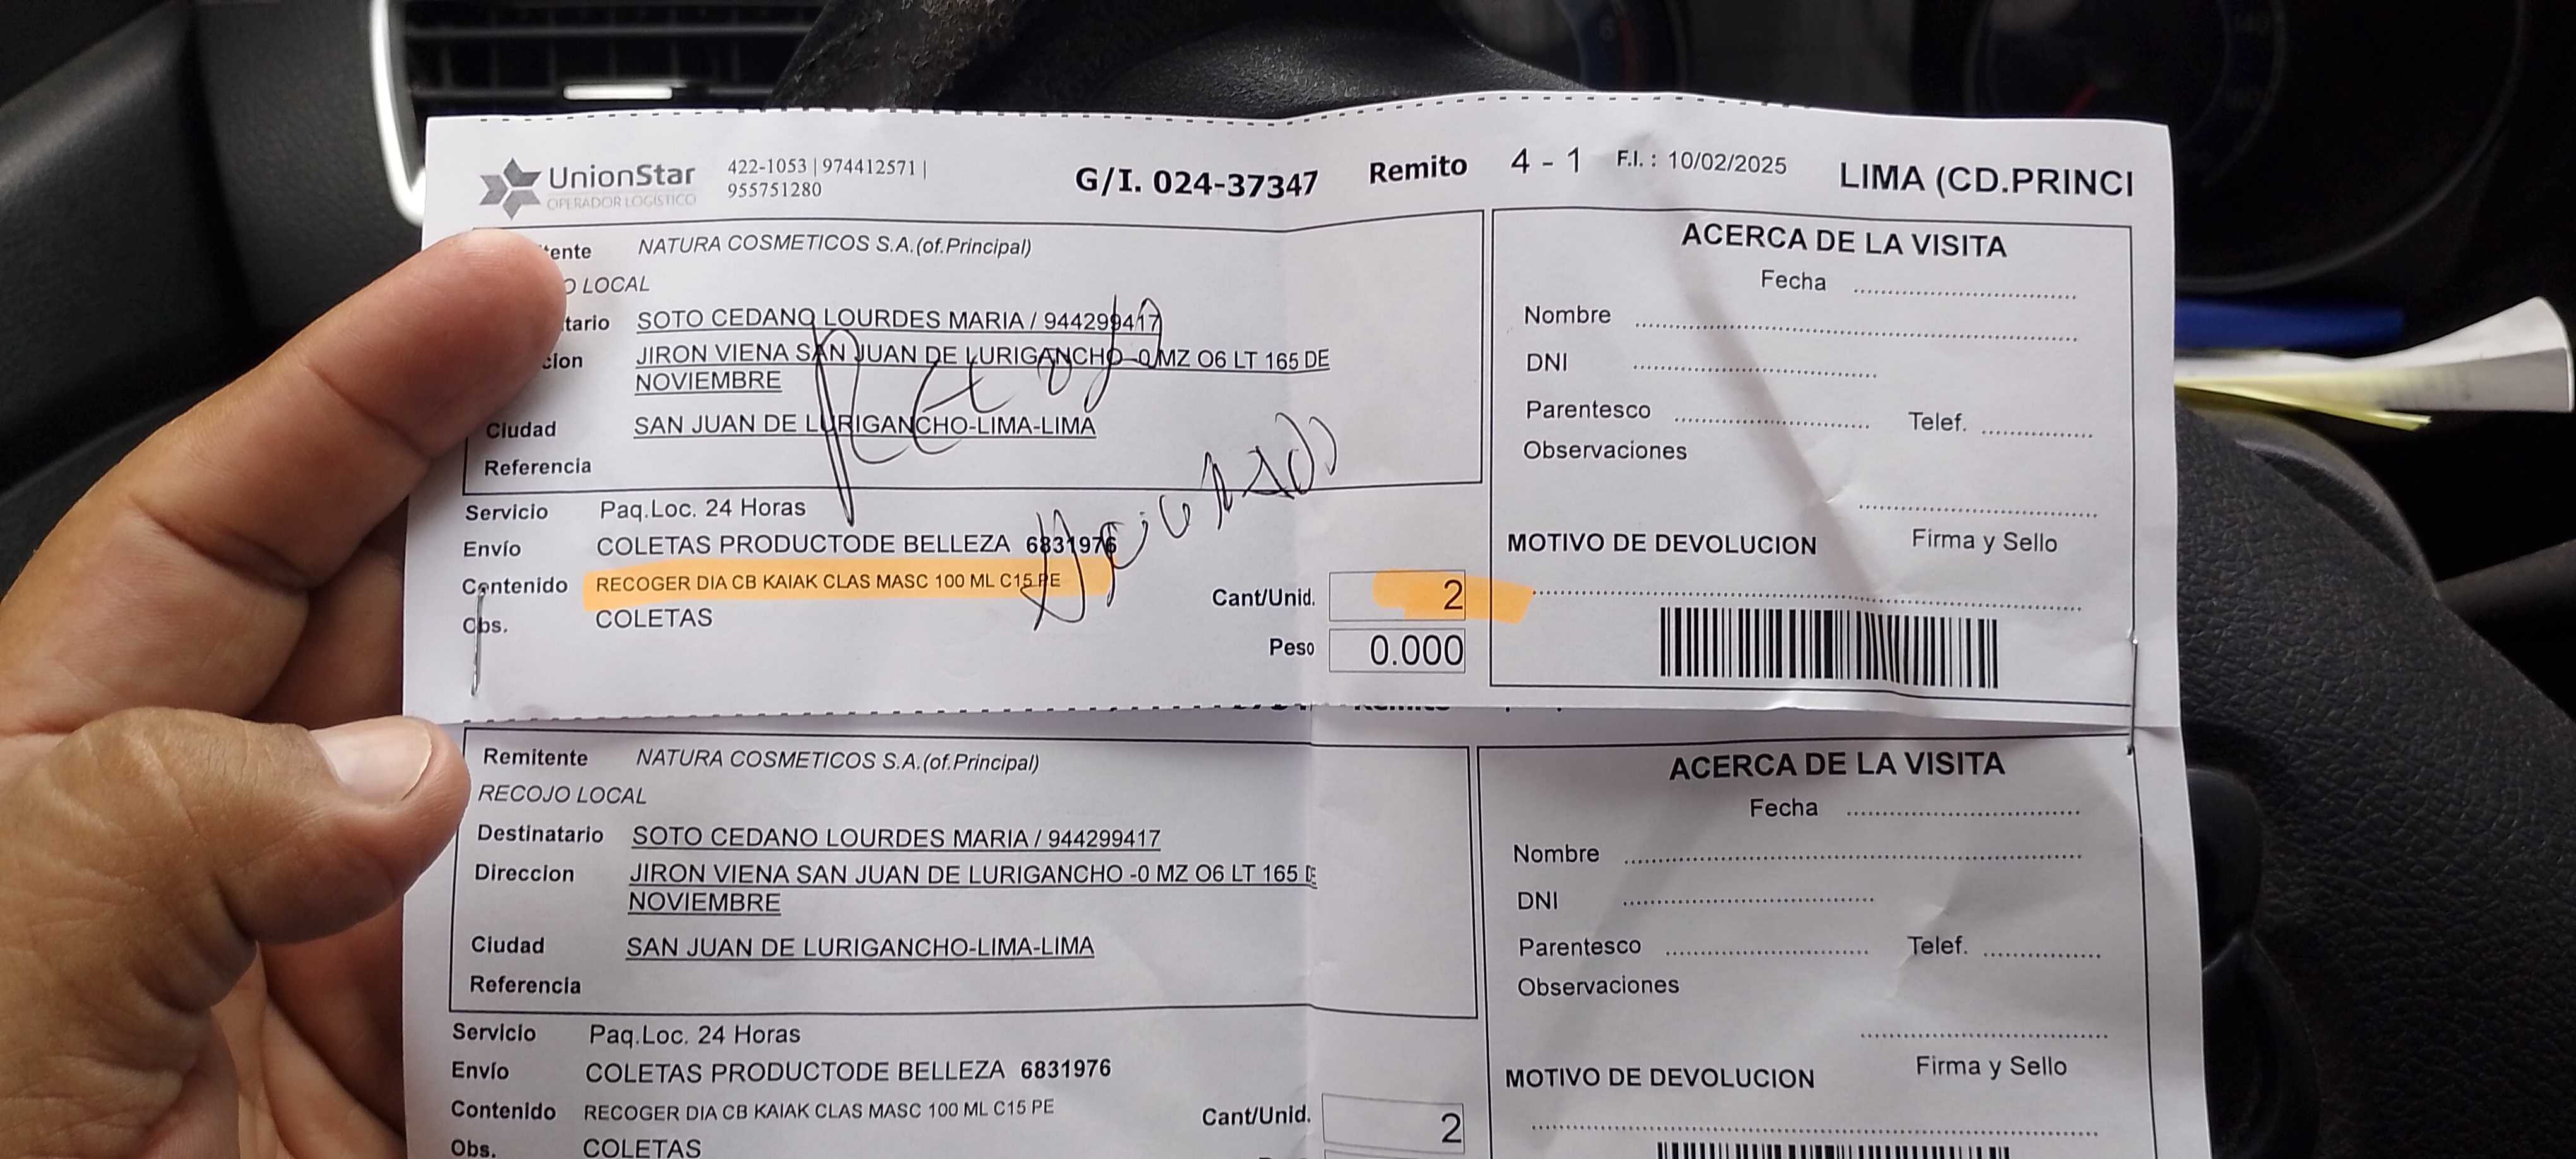 UnionStar
OPERADOR LOGÍSTICO
422-1053 | 974412571 |
955751280
G/I. 024-37347 Remito 4 - 1 F.I. : 10/02/2025 LIMA (CD.PRINCI
tente NATURA COSMETICOS S.A.(of.Principal)
O LOCAL
tario SOTO CEDANO LOURDES MARIA / 944299417
cion JIRON VIENA SAN JUAN DE LURIGANCHO -0 MZ O6 LT 165 DE
NOVIEMBRE
Ciudad SAN JUAN DE LURIGANCHO-LIMA-LIMA
Referencia
Servicio Paq.Loc. 24 Horas
Envío COLETAS PRODUCTODE BELLEZA 6831976
Contenido RECOGER DIA CB KAIAK CLAS MASC 100 ML C15 PE
Obs. COLETAS
Cant/Unid. 2
Peso 0.000
ACERCA DE LA VISITA
Fecha
Nombre
DNI
Parentesco Telef.
Observaciones
MOTIVO DE DEVOLUCION Firma y Sello
Remitente NATURA COSMETICOS S.A.(of.Principal)
RECOJO LOCAL
Destinatario SOTO CEDANO LOURDES MARIA / 944299417
Direccion JIRON VIENA SAN JUAN DE LURIGANCHO -0 MZ O6 LT 165 DE
NOVIEMBRE
Ciudad SAN JUAN DE LURIGANCHO-LIMA-LIMA
Referencia
Servicio Paq.Loc. 24 Horas
Envío COLETAS PRODUCTODE BELLEZA 6831976
Contenido RECOGER DIA CB KAIAK CLAS MASC 100 ML C15 PE
Obs. COLETAS
Cant/Unid. 2
ACERCA DE LA VISITA
Fecha
Nombre
DNI
Parentesco Telef.
Observaciones
MOTIVO DE DEVOLUCION Firma y Sello